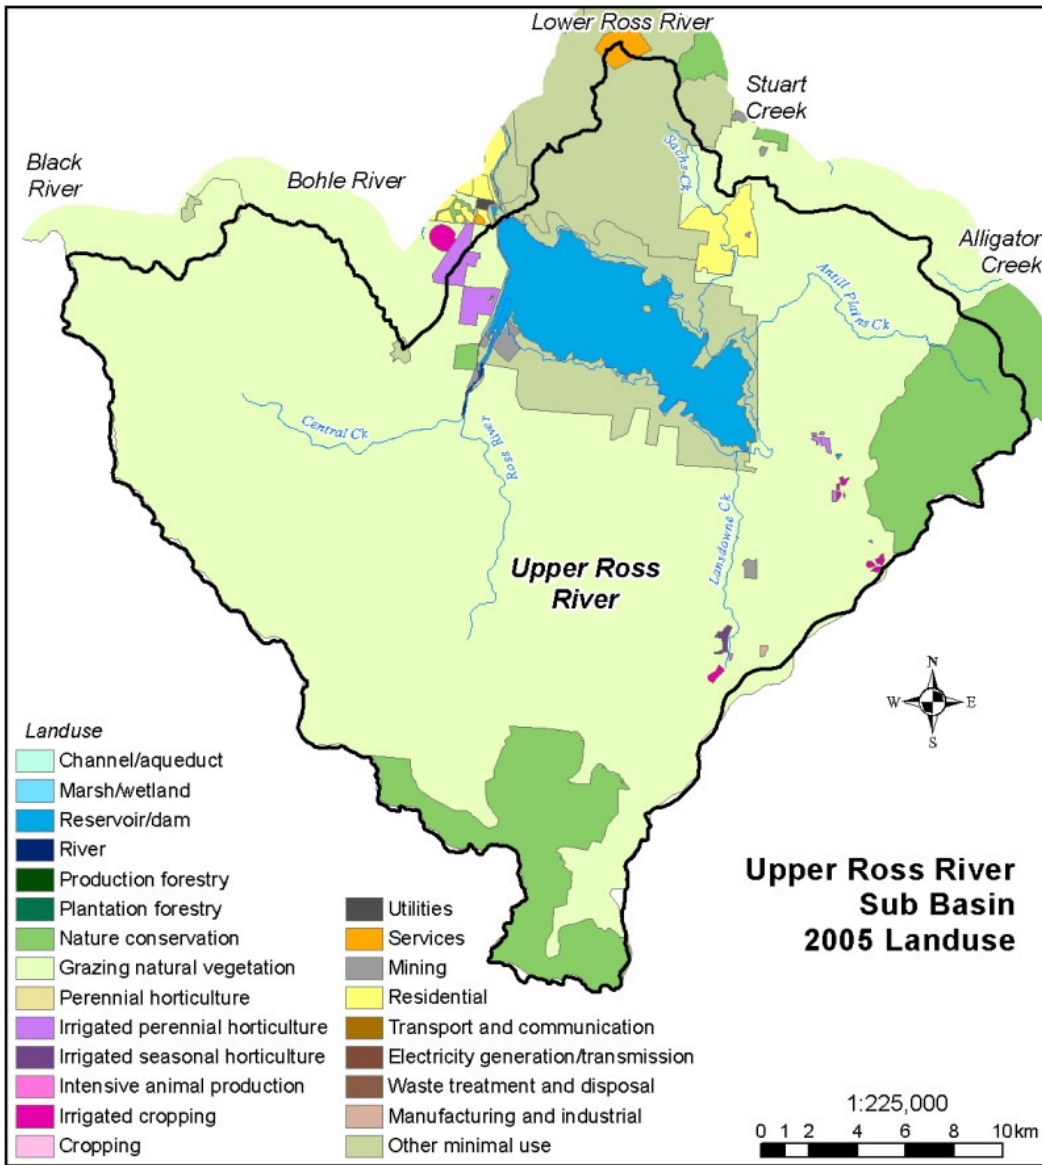 Lower Ross River
Stuart
Creek
Black
River
Bohle River
Sachs Ck
Alligator
Creek
Antill Plains Ck
Central Ck
Ross River
Lansdowne Ck
Upper Ross
River
N
W
E
S
Landuse
Channel/aqueduct
Marsh/wetland
Reservoir/dam
River
Production forestry
Plantation forestry
Nature conservation
Grazing natural vegetation
Perennial horticulture
Irrigated perennial horticulture
Irrigated seasonal horticulture
Intensive animal production
Irrigated cropping
Cropping
Utilities
Services
Mining
Residential
Transport and communication
Electricity generation/transmission
Waste treatment and disposal
Manufacturing and industrial
Other minimal use
Upper Ross River
Sub Basin
2005 Landuse
1:225,000
0 1 2 4 6 8 10 km